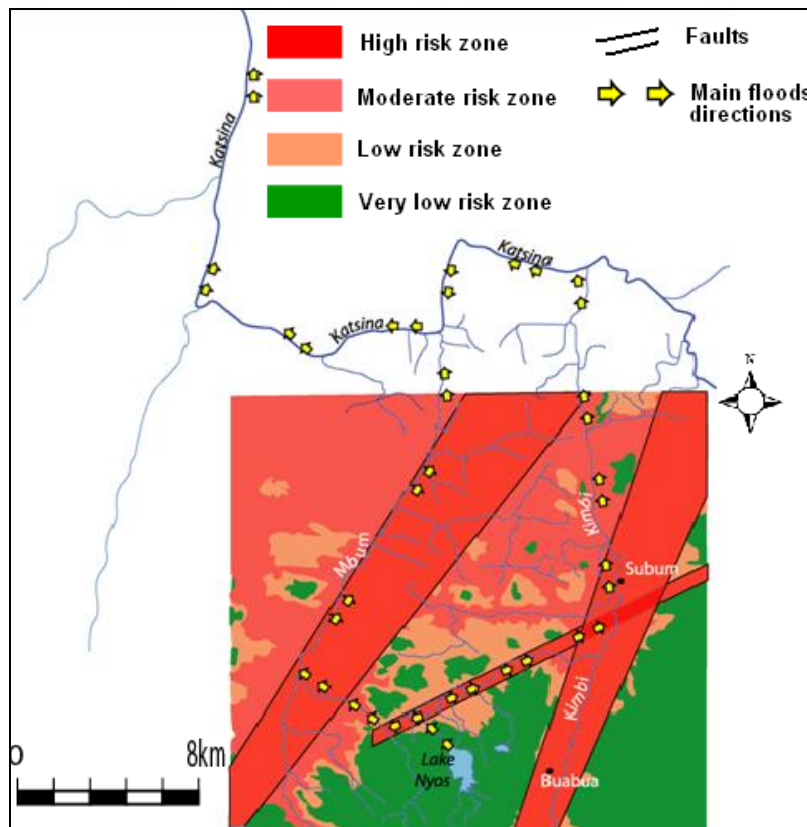 High risk zone
Faults
Moderate risk zone
Main floods
directions
Low risk zone
Very low risk zone
Katsina
Katsina
Katsina
N
Kimbi
Mbum
Subum
Kimbi
Lake
Nyos
Buabua
0
8km